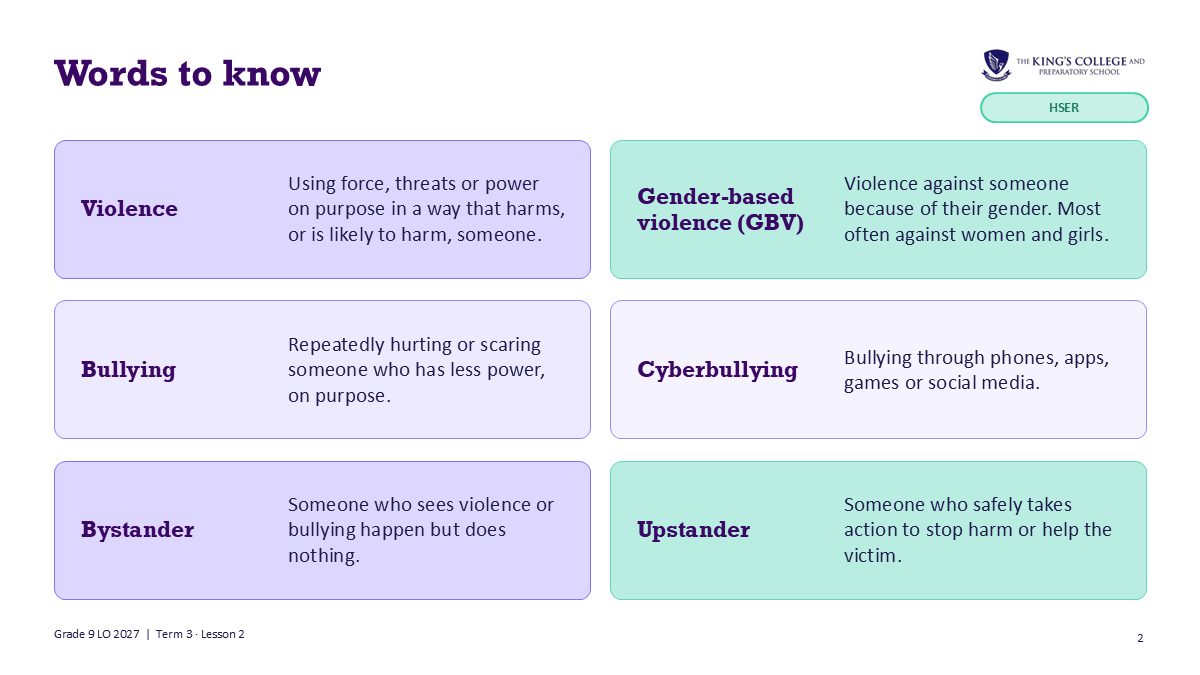 Words to know
THE KING'S COLLEGE AND
PREPARATORY SCHOOL
HSER
Violence
Using force, threats or power
on purpose in a way that harms,
or is likely to harm, someone.
Gender-based
violence (GBV)
Violence against someone
because of their gender. Most
often against women and girls.
Bullying
Repeatedly hurting or scaring
someone who has less power,
on purpose.
Cyberbullying
Bullying through phones, apps,
games or social media.
Bystander
Someone who sees violence or
bullying happen but does
nothing.
Upstander
Someone who safely takes
action to stop harm or help the
victim.
Grade 9 LO 2027 | Term 3 · Lesson 2
2